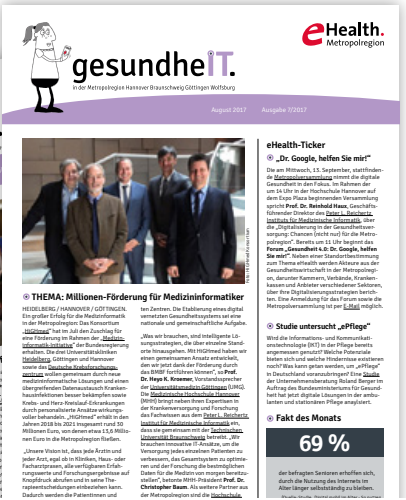 eHealth.
Metropolregion
gesundheIT.
in der Metropolregion Hannover Braunschweig Göttingen Wolfsburg
August 2017 Ausgabe 7/2017
Foto: HiGHmed Konsortium
THEMA: Millionen-Förderung für Medizininformatiker
HEIDELBERG / HANNOVER / GÖTTINGEN.
Ein großer Erfolg für die Medizininformatik
in der Metropolregion: Das Konsortium
„HiGHmed“ hat im Juli den Zuschlag für
eine Förderung im Rahmen der „Medizin-
informatik-Initiative“ der Bundesregierung
erhalten. Die drei Universitätskliniken
Heidelberg, Göttingen und Hannover
sowie das Deutsche Krebsforschungs-
zentrum wollen gemeinsam durch neue
medizininformatische Lösungen und einen
übergreifenden Datenaustausch Kranken-
hausinfektionen besser bekämpfen sowie
Krebs- und Herz-Kreislauf-Erkrankungen
durch personalisierte Ansätze wirkungs-
voller behandeln. „HiGHmed“ erhält in den
Jahren 2018 bis 2021 insgesamt rund 50
Millionen Euro, von denen etwa 13,6 Millio-
nen Euro in die Metropolregion fließen.
„Unsere Vision ist, dass jede Ärztin und
jeder Arzt, egal ob in Kliniken, Haus- oder
Facharztpraxen, alle verfügbaren Erfah-
rungswerte und Forschungsergebnisse auf
Knopfdruck abrufen und in seine The-
rapieentscheidungen einbeziehen kann.
Dadurch werden die Patientinnen und
ten Zentren. Die Etablierung eines digital
vernetzten Gesundheitssystems ist eine
nationale und gemeinschaftliche Aufgabe.
„Was wir brauchen, sind intelligente Lö-
sungsstrategien, die über einzelne Stand-
orte hinausgehen. Mit HiGHmed haben wir
einen gemeinsamen Ansatz entwickelt,
den wir jetzt dank der Förderung durch
das BMBF fortführen können“, so Prof.
Dr. Heyo K. Kroemer, Vorstandssprecher
der Universitätsmedizin Göttingen (UMG).
Die Medizinische Hochschule Hannover
(MHH) bringt neben ihren Expertisen in
der Krankenversorgung und Forschung
das Fachwissen aus dem Peter L. Reichertz
Institut für Medizinische Informatik ein,
dass sie gemeinsam mit der Technischen
Universität Braunschweig betreibt. „Wir
brauchen innovative IT-Ansätze, um die
Versorgung jedes einzelnen Patienten zu
verbessern, das Gesamtsystem zu optimie-
ren und der Forschung die bestmöglichen
Daten für die Medizin von morgen bereitzu-
stellen“, betonte MHH-Präsident Prof. Dr.
Christopher Baum. Als weitere Partner aus
der Metropolregion sind die Hochschule
eHealth-Ticker
„Dr. Google, helfen Sie mir!“
Die am Mittwoch, 13. September, stattfinden-
de Metropolversammlung nimmt die digitale
Gesundheit in den Fokus. Im Rahmen der
um 14 Uhr in der Hochschule Hannover auf
dem Expo Plaza beginnenden Versammlung
spricht Prof. Dr. Reinhold Haux, Geschäfts-
führender Direktor des Peter L. Reichertz
Instituts für Medizinische Informatik, über
die „Digitalisierung in der Gesundheitsver-
sorgung: Chancen (nicht nur) für die Metro-
polregion“. Bereits um 11 Uhr beginnt das
Forum „Gesundheit 4.0: Dr. Google, helfen
Sie mir!“. Neben einer Standortbestimmung
zum Thema eHealth werden Akteure aus der
Gesundheitswirtschaft in der Metropolregi-
on, darunter Kammern, Verbände, Kranken-
kassen und Anbieter verschiedener Sektoren,
über ihre Digitalisierungsstrategien berich-
ten. Eine Anmeldung für das Forum sowie die
Metropolversammlung ist per E-Mail möglich.
Studie untersucht „ePflege“
Wird die Informations- und Kommunikati-
onstechnologie (IKT) in der Pflege bereits
angemessen genutzt? Welche Potenziale
bieten sich und welche Hindernisse existieren
noch? Was kann getan werden, um „ePflege“
in Deutschland voranzubringen? Eine Studie
der Unternehmensberatung Roland Berger im
Auftrag des Bundesministeriums für Gesund-
heit hat jetzt digitale Lösungen in der ambu-
lanten und stationären Pflege anaylsiert.
Fakt des Monats
69 %
der befragten Senioren erhoffen sich,
durch die Nutzung des Internets im
Alter länger selbstständig zu bleiben.